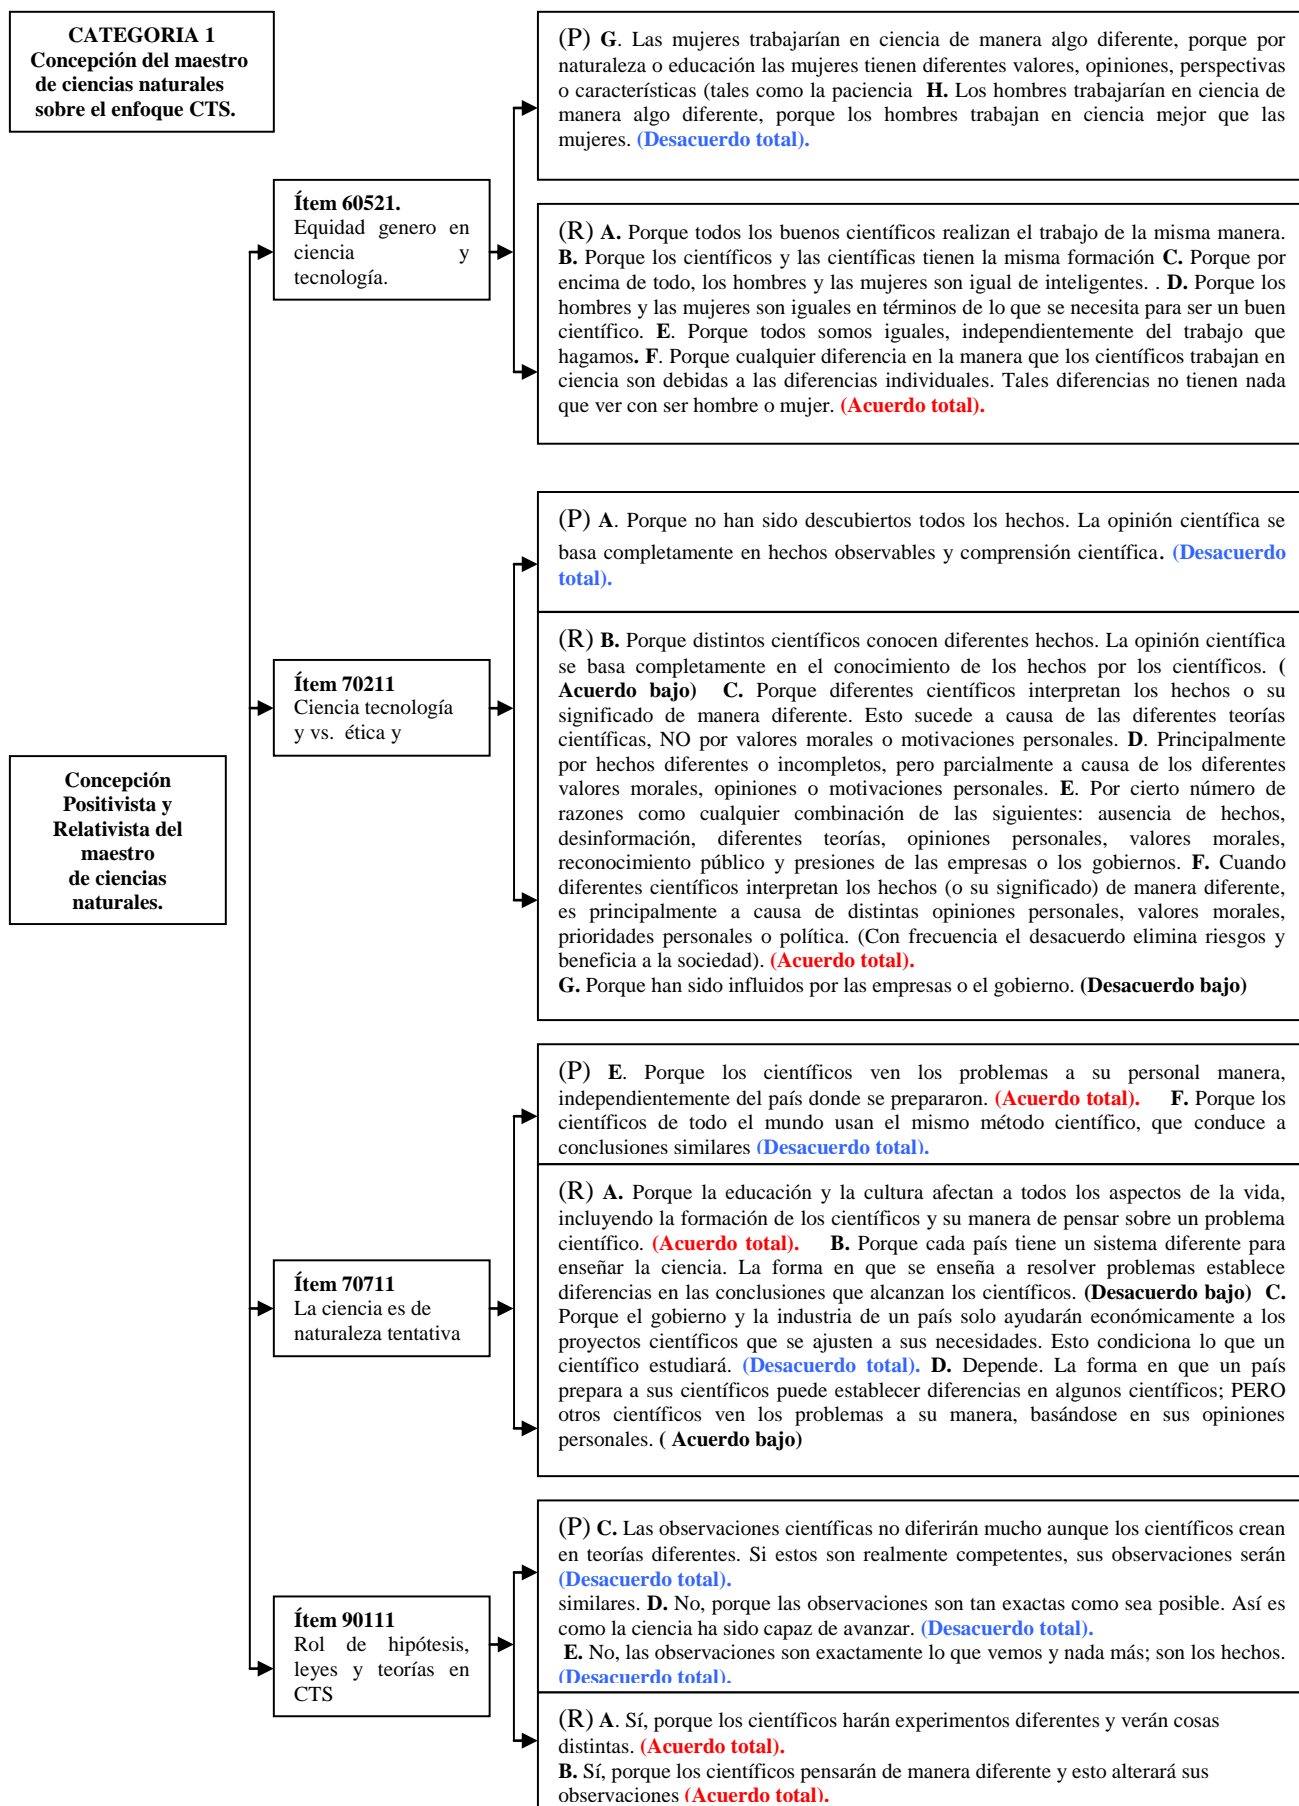 CATEGORIA 1
Concepción del maestro
de ciencias naturales
sobre el enfoque CTS.
(P) G. Las mujeres trabajarían en ciencia de manera algo diferente, porque por
naturaleza o educación las mujeres tienen diferentes valores, opiniones, perspectivas
o características (tales como la paciencia H. Los hombres trabajarían en ciencia de
manera algo diferente, porque los hombres trabajan en ciencia mejor que las
mujeres. (Desacuerdo total).
Ítem 60521.
Equidad genero en
ciencia y
tecnología.
(R) A. Porque todos los buenos científicos realizan el trabajo de la misma manera.
B. Porque los científicos y las científicas tienen la misma formación C. Porque por
encima de todo, los hombres y las mujeres son igual de inteligentes. . D. Porque los
hombres y las mujeres son iguales en términos de lo que se necesita para ser un buen
científico. E. Porque todos somos iguales, independientemente del trabajo que
hagamos. F. Porque cualquier diferencia en la manera que los científicos trabajan en
ciencia son debidas a las diferencias individuales. Tales diferencias no tienen nada
que ver con ser hombre o mujer. (Acuerdo total).
(P) A. Porque no han sido descubiertos todos los hechos. La opinión científica se
basa completamente en hechos observables y comprensión científica. (Desacuerdo
total).
Ítem 70211
Ciencia tecnología
y vs. ética y
(R) B. Porque distintos científicos conocen diferentes hechos. La opinión científica
se basa completamente en el conocimiento de los hechos por los científicos. (
Acuerdo bajo) C. Porque diferentes científicos interpretan los hechos o su
significado de manera diferente. Esto sucede a causa de las diferentes teorías
científicas, NO por valores morales o motivaciones personales. D. Principalmente
por hechos diferentes o incompletos, pero parcialmente a causa de los diferentes
valores morales, opiniones o motivaciones personales. E. Por cierto número de
razones como cualquier combinación de las siguientes: ausencia de hechos,
desinformación, diferentes teorías, opiniones personales, valores morales,
reconocimiento público y presiones de las empresas o los gobiernos. F. Cuando
diferentes científicos interpretan los hechos (o su significado) de manera diferente,
es principalmente a causa de distintas opiniones personales, valores morales,
prioridades personales o política. (Con frecuencia el desacuerdo elimina riesgos y
beneficia a la sociedad). (Acuerdo total).
G. Porque han sido influidos por las empresas o el gobierno. (Desacuerdo bajo)
Concepción
Positivista y
Relativista del
maestro
de ciencias
naturales.
(P) E. Porque los científicos ven los problemas a su personal manera,
independientemente del país donde se prepararon. (Acuerdo total). F. Porque los
científicos de todo el mundo usan el mismo método científico, que conduce a
conclusiones similares (Desacuerdo total).
Ítem 70711
La ciencia es de
naturaleza tentativa
(R) A. Porque la educación y la cultura afectan a todos los aspectos de la vida,
incluyendo la formación de los científicos y su manera de pensar sobre un problema
científico. (Acuerdo total). B. Porque cada país tiene un sistema diferente para
enseñar la ciencia. La forma en que se enseña a resolver problemas establece
diferencias en las conclusiones que alcanzan los científicos. (Desacuerdo bajo) C.
Porque el gobierno y la industria de un país solo ayudarán económicamente a los
proyectos científicos que se ajusten a sus necesidades. Esto condiciona lo que un
científico estudiará. (Desacuerdo total). D. Depende. La forma en que un país
prepara a sus científicos puede establecer diferencias en algunos científicos; PERO
otros científicos ven los problemas a su manera, basándose en sus opiniones
personales. ( Acuerdo bajo)
(P) C. Las observaciones científicas no diferirán mucho aunque los científicos crean
en teorías diferentes. Si estos son realmente competentes, sus observaciones serán
(Desacuerdo total).
similares. D. No, porque las observaciones son tan exactas como sea posible. Así es
como la ciencia ha sido capaz de avanzar. (Desacuerdo total).
E. No, las observaciones son exactamente lo que vemos y nada más; son los hechos.
(Desacuerdo total).
Ítem 90111
Rol de hipótesis,
leyes y teorías en
CTS
(R) A. Sí, porque los científicos harán experimentos diferentes y verán cosas
distintas. (Acuerdo total).
B. Sí, porque los científicos pensarán de manera diferente y esto alterará sus
observaciones (Acuerdo total).